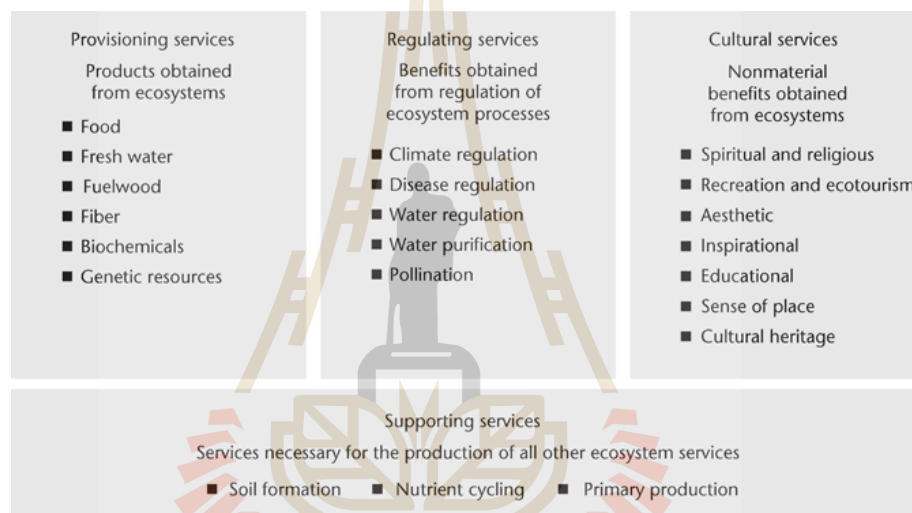 Provisioning services
Products obtained
from ecosystems
■ Food
■ Fresh water
■ Fuelwood
■ Fiber
■ Biochemicals
■ Genetic resources
Regulating services
Benefits obtained
from regulation of
ecosystem processes
■ Climate regulation
■ Disease regulation
■ Water regulation
■ Water purification
■ Pollination
Cultural services
Nonmaterial
benefits obtained
from ecosystems
■ Spiritual and religious
■ Recreation and ecotourism
■ Aesthetic
■ Inspirational
■ Educational
■ Sense of place
■ Cultural heritage
Supporting services
Services necessary for the production of all other ecosystem services
■ Soil formation ■ Nutrient cycling ■ Primary production